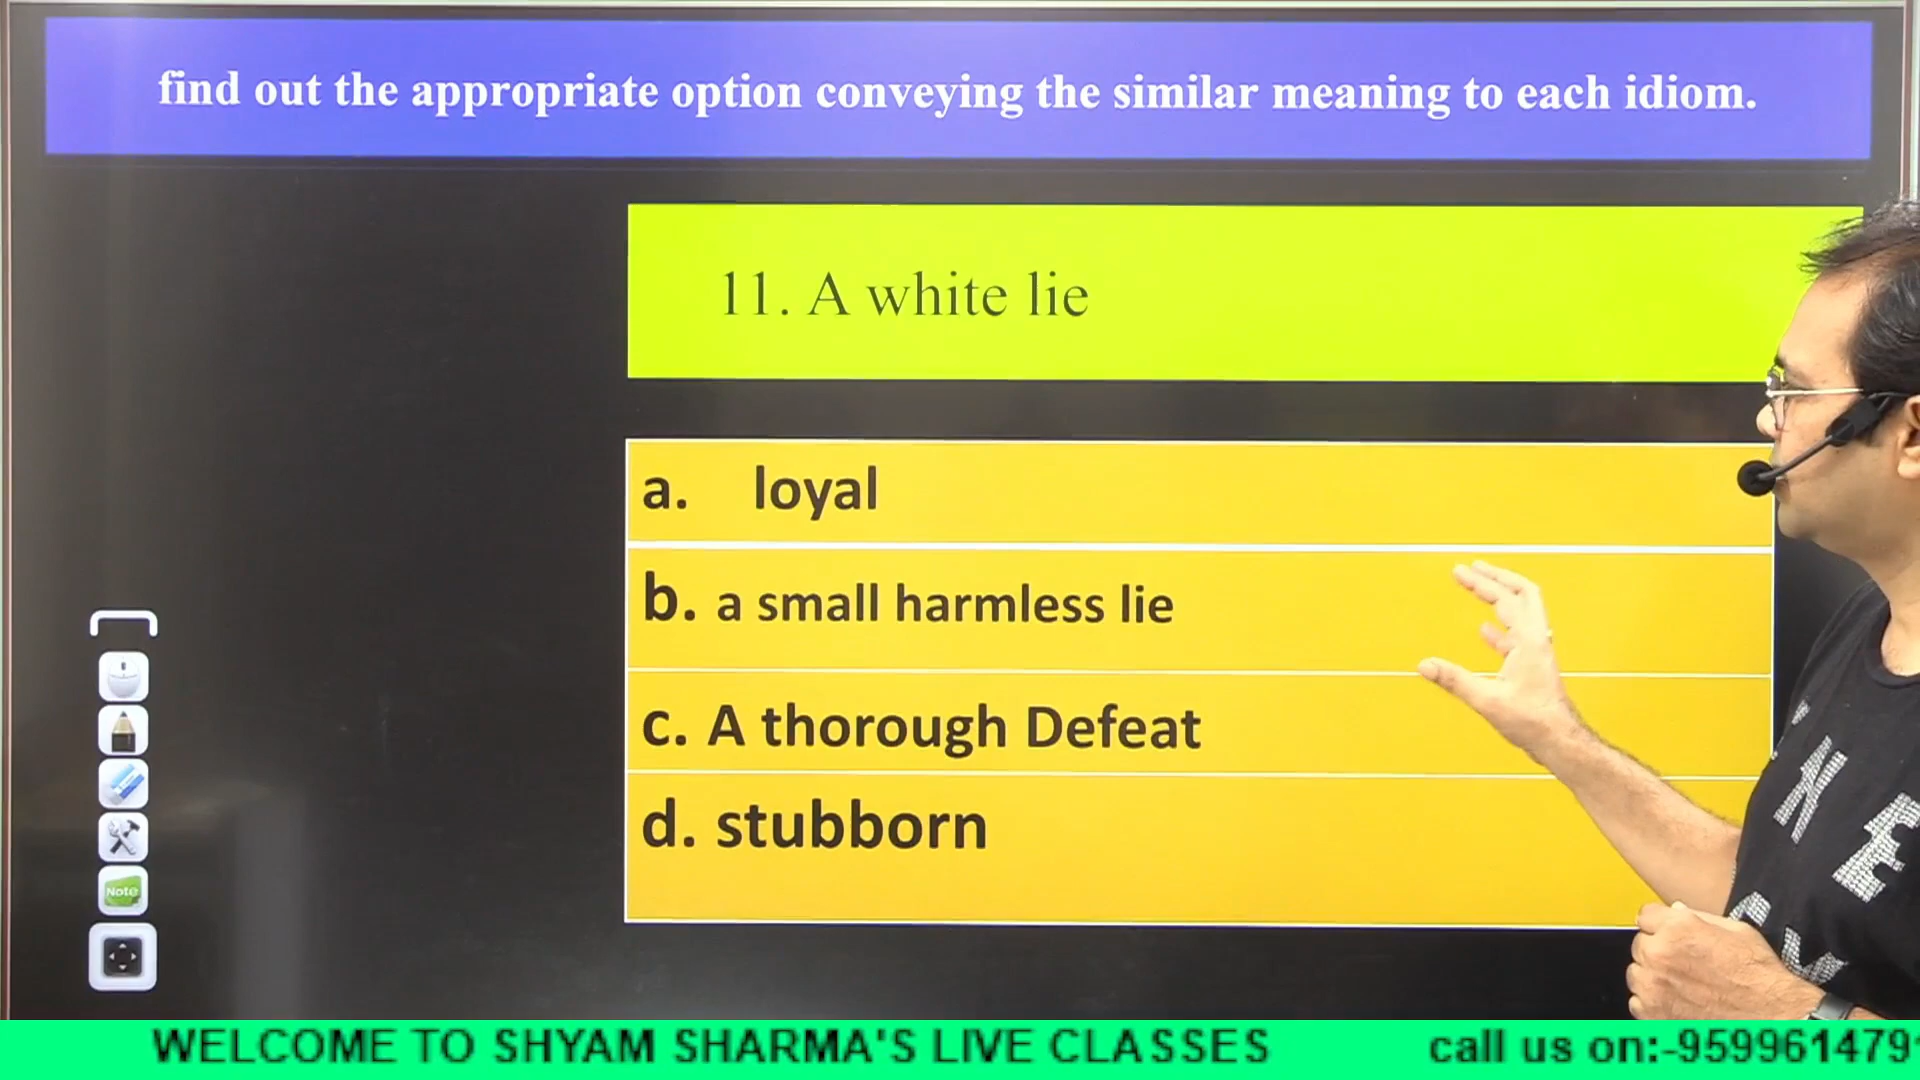 find out the appropriate option conveying the similar meaning to each idiom.
11. A white lie
a. loyal
b. a small harmless lie
c. A thorough Defeat
d. stubborn
Note
WELCOME TO SHYAM SHARMA'S LIVE CLASSES call us on:-959961479